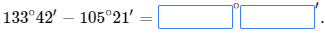 133°42′ − 105°21′ = °′.